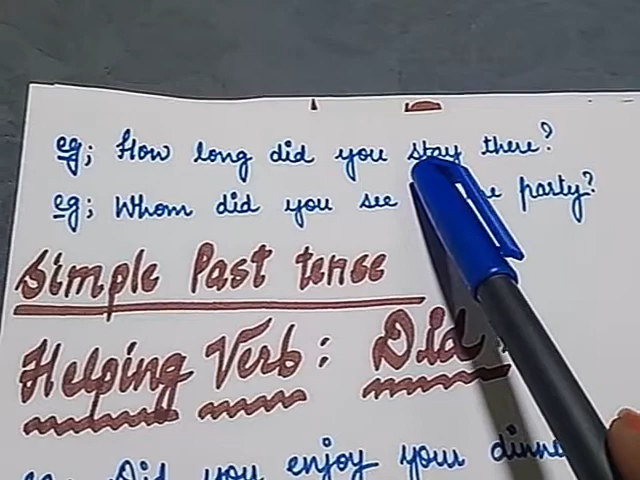 eg; How long did you stay there?
eg; Whom did you see party?
Simple Past tense
Helping Verb: Did
Did you enjoy your